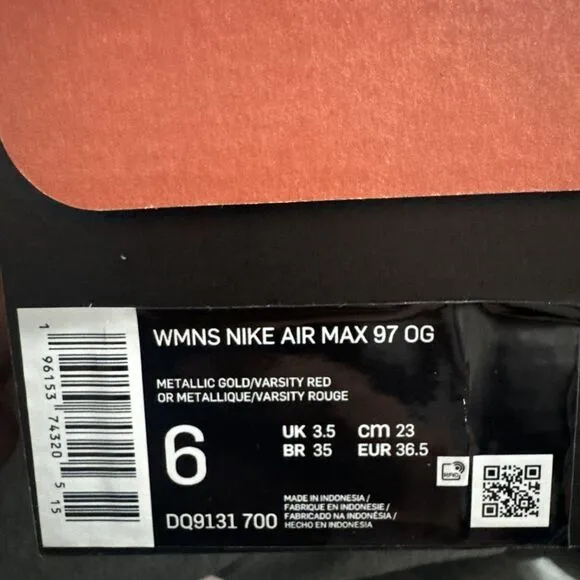 WMNS NIKE AIR MAX 97 OG
METALLIC GOLD/VARSITY RED
OR METALLIQUE/VARSITY ROUGE
6
UK 3.5 cm 23
BR 35 EUR 36.5
DQ9131 700
MADE IN INDONESIA /
FABRIQUE EN INDONESIE /
FABRICADO NA INDONÉSIA /
HECHO EN INDONESIA
RFID
1 96153 74320 5 15